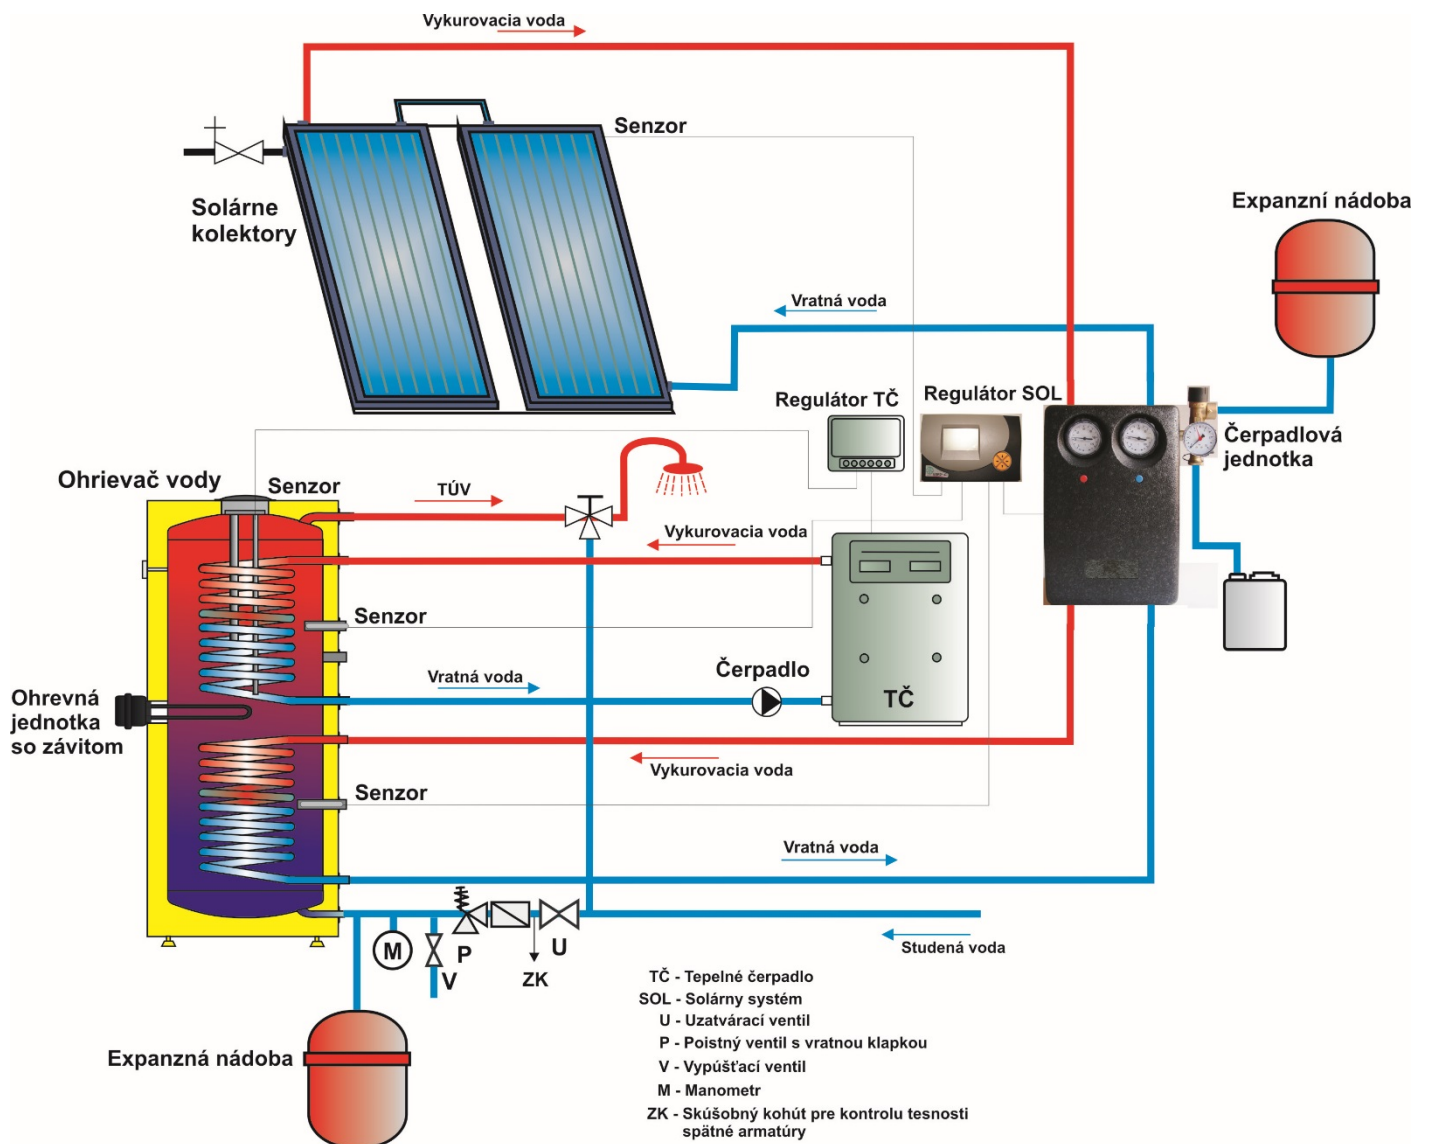 Vykurovacia voda
Senzor
Solárne
kolektory
Expanzní nádoba
Vratná voda
Regulátor TČ
Regulátor SOL
Čerpadlová
jednotka
Ohrievač vody
Senzor
TÚV
Vykurovacia voda
Senzor
Čerpadlo
Vratná voda
TČ
Ohrevná
jednotka
so závitom
Vykurovacia voda
Senzor
Vratná voda
M
P
V
ZK
U
Studená voda
Expanzná nádoba
TČ - Tepelné čerpadlo
SOL - Solárny systém
U - Uzatvárací ventil
P - Poistný ventil s vratnou klapkou
V - Vypúšťací ventil
M - Manometr
ZK - Skúšobný kohút pre kontrolu tesnosti
spätné armatúry